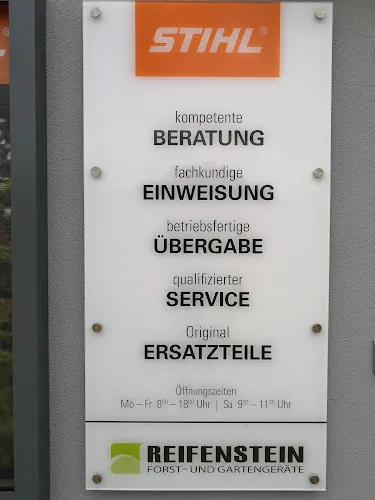 STIHL®
kompetente
BERATUNG
fachkundige
EINWEISUNG
betriebsfertige
ÜBERGABE
qualifizierter
SERVICE
Original
ERSATZTEILE
Öffnungszeiten
Mo – Fr 8⁰⁰ – 18⁰⁰ Uhr | Sa 9⁰⁰ – 11³⁰ Uhr
REIFENSTEIN
FORST- UND GARTENGERÄTE